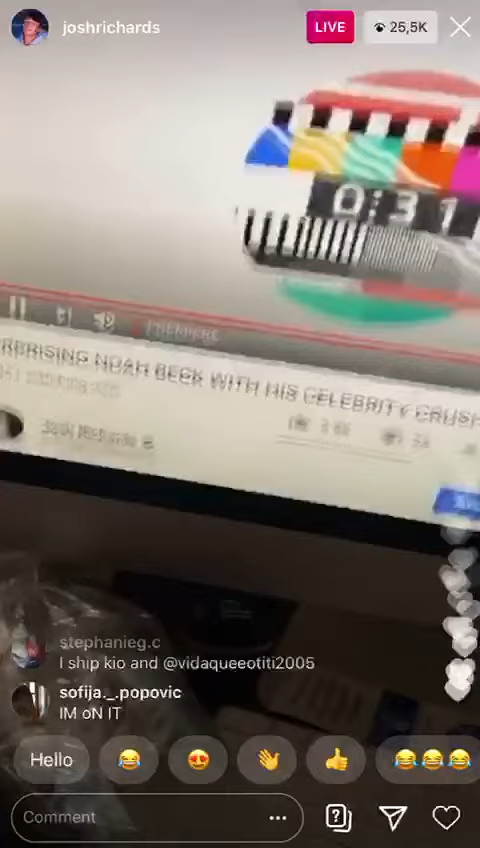 joshrichards
LIVE
25,5K
0:31
PREMIERE
RPRISING NOAH BECK WITH HIS CELEBRITY CRUSH
stephanieg.c
I ship kio and @vidaqueeotiti2005
sofija._.popovic
IM oN IT
Hello
Comment